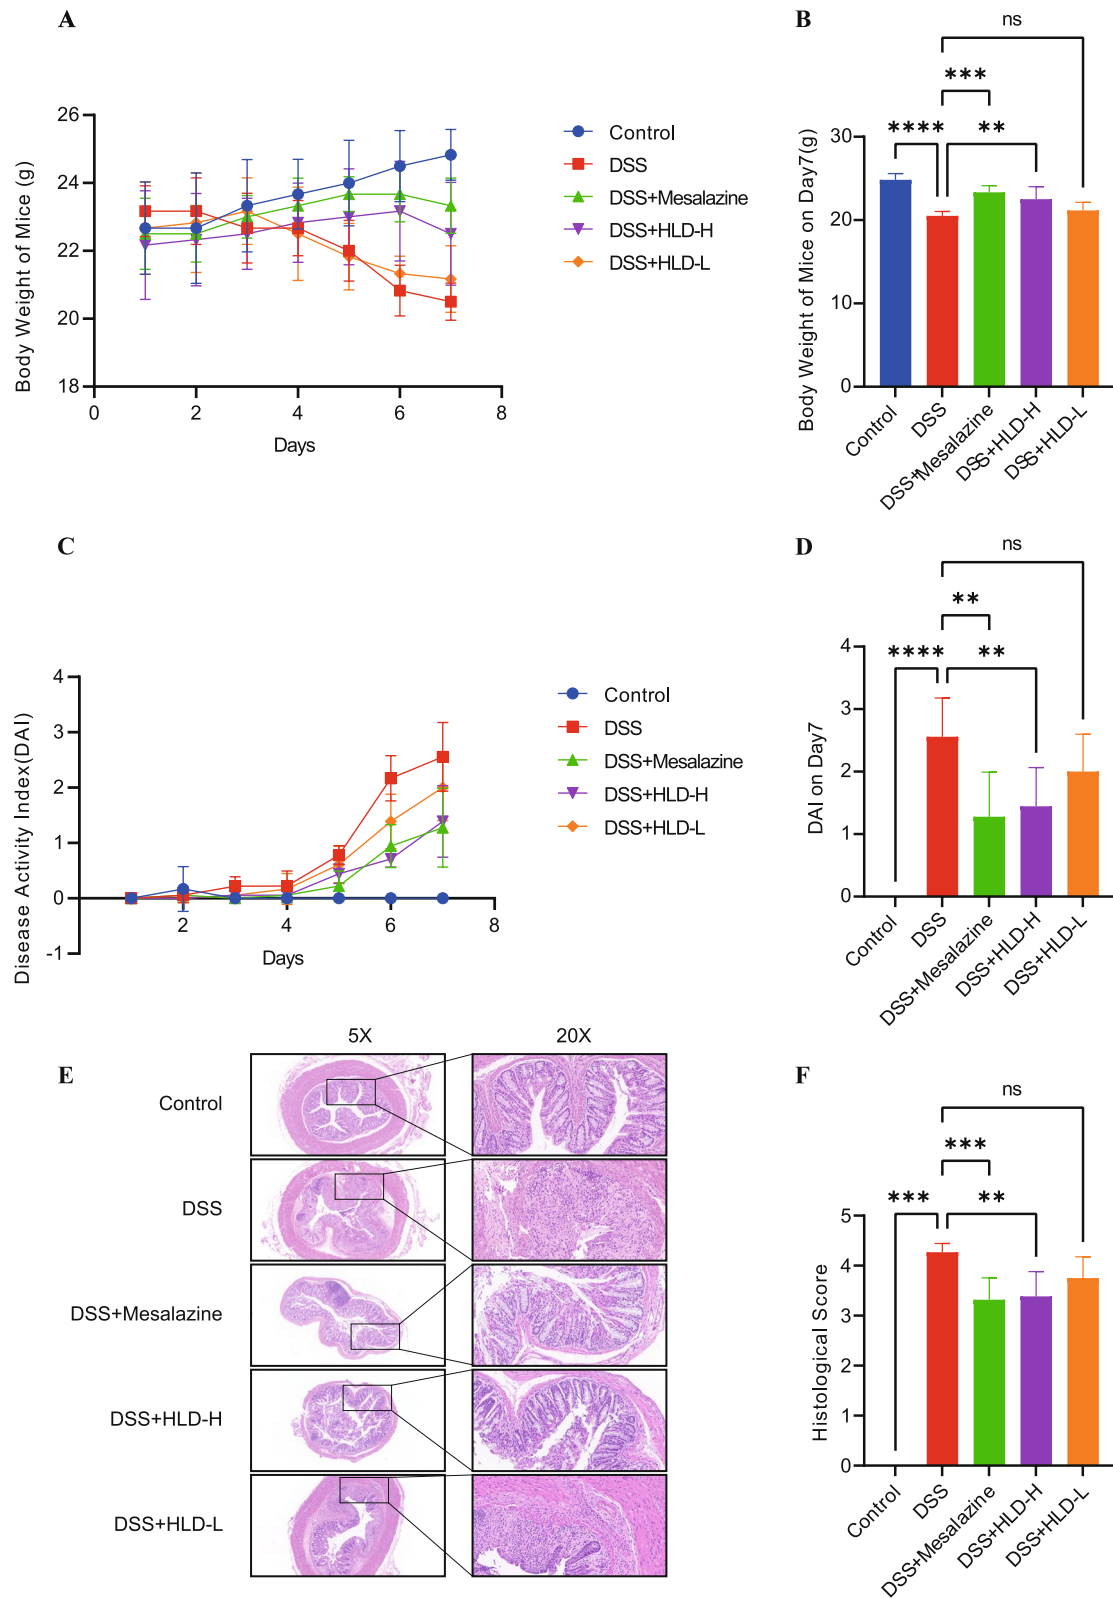 A
Body Weight of Mice (g)
26
24
22
20
18
0
2
4
6
8
Days
Control
DSS
DSS+Mesalazine
DSS+HLD-H
DSS+HLD-L
B
ns
***
****
**
Body Weight of Mice on Day7(g)
30
20
10
0
Control
DSS
DSS+Mesalazine
DSS+HLD-H
DSS+HLD-L
C
Disease Activity Index(DAI)
4
3
2
1
0
-1
2
4
6
8
Days
Control
DSS
DSS+Mesalazine
DSS+HLD-H
DSS+HLD-L
D
ns
**
****
**
DAI on Day7
4
3
2
1
0
Control
DSS
DSS+Mesalazine
DSS+HLD-H
DSS+HLD-L
E
5X
20X
Control
DSS
DSS+Mesalazine
DSS+HLD-H
DSS+HLD-L
F
ns
***
***
**
Histological Score
5
4
3
2
1
0
Control
DSS
DSS+Mesalazine
DSS+HLD-H
DSS+HLD-L